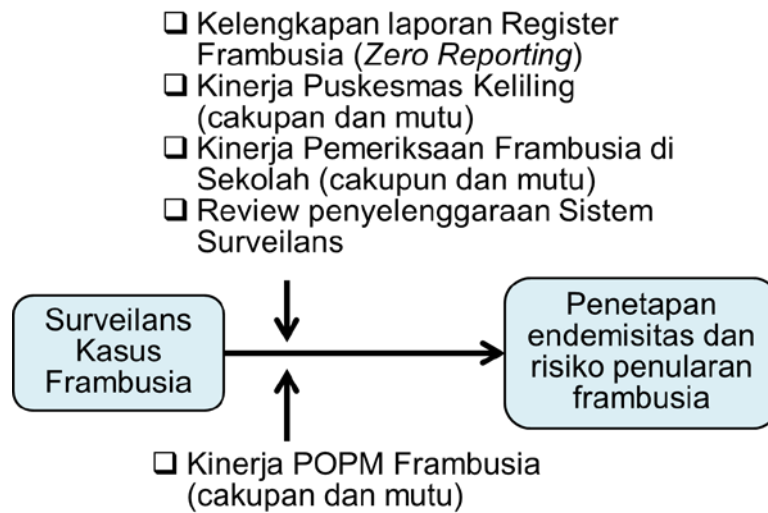 ❑ Kelengkapan laporan Register
Frambusia (Zero Reporting)
❑ Kinerja Puskesmas Keliling
(cakupan dan mutu)
❑ Kinerja Pemeriksaan Frambusia di
Sekolah (cakupun dan mutu)
❑ Review penyelenggaraan Sistem
Surveilans
Surveilans
Kasus
Frambusia
Penetapan
endemisitas dan
risiko penularan
frambusia
❑ Kinerja POPM Frambusia
(cakupan dan mutu)